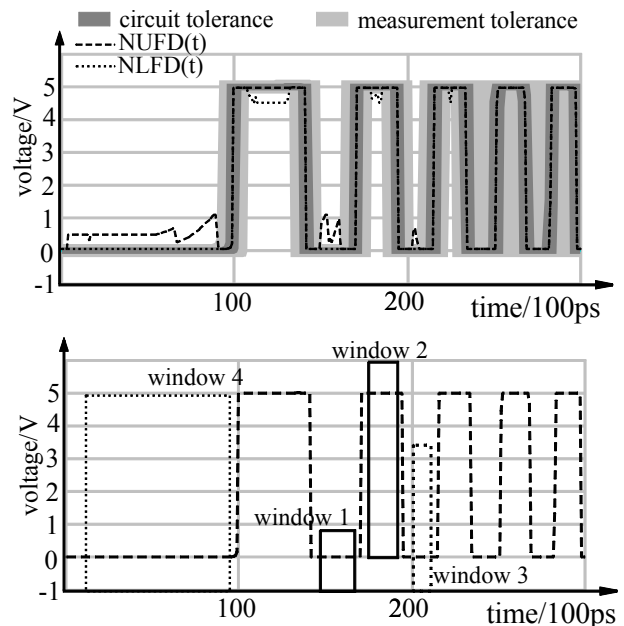 circuit tolerance measurement tolerance
NUFD(t)
NLFD(t)
voltage/V
6
5
4
3
2
1
0
-1
100 200 time/100ps
window 2
window 4
voltage/V
5
4
3
2
1
0
-1
window 1
window 3
100 200 time/100ps